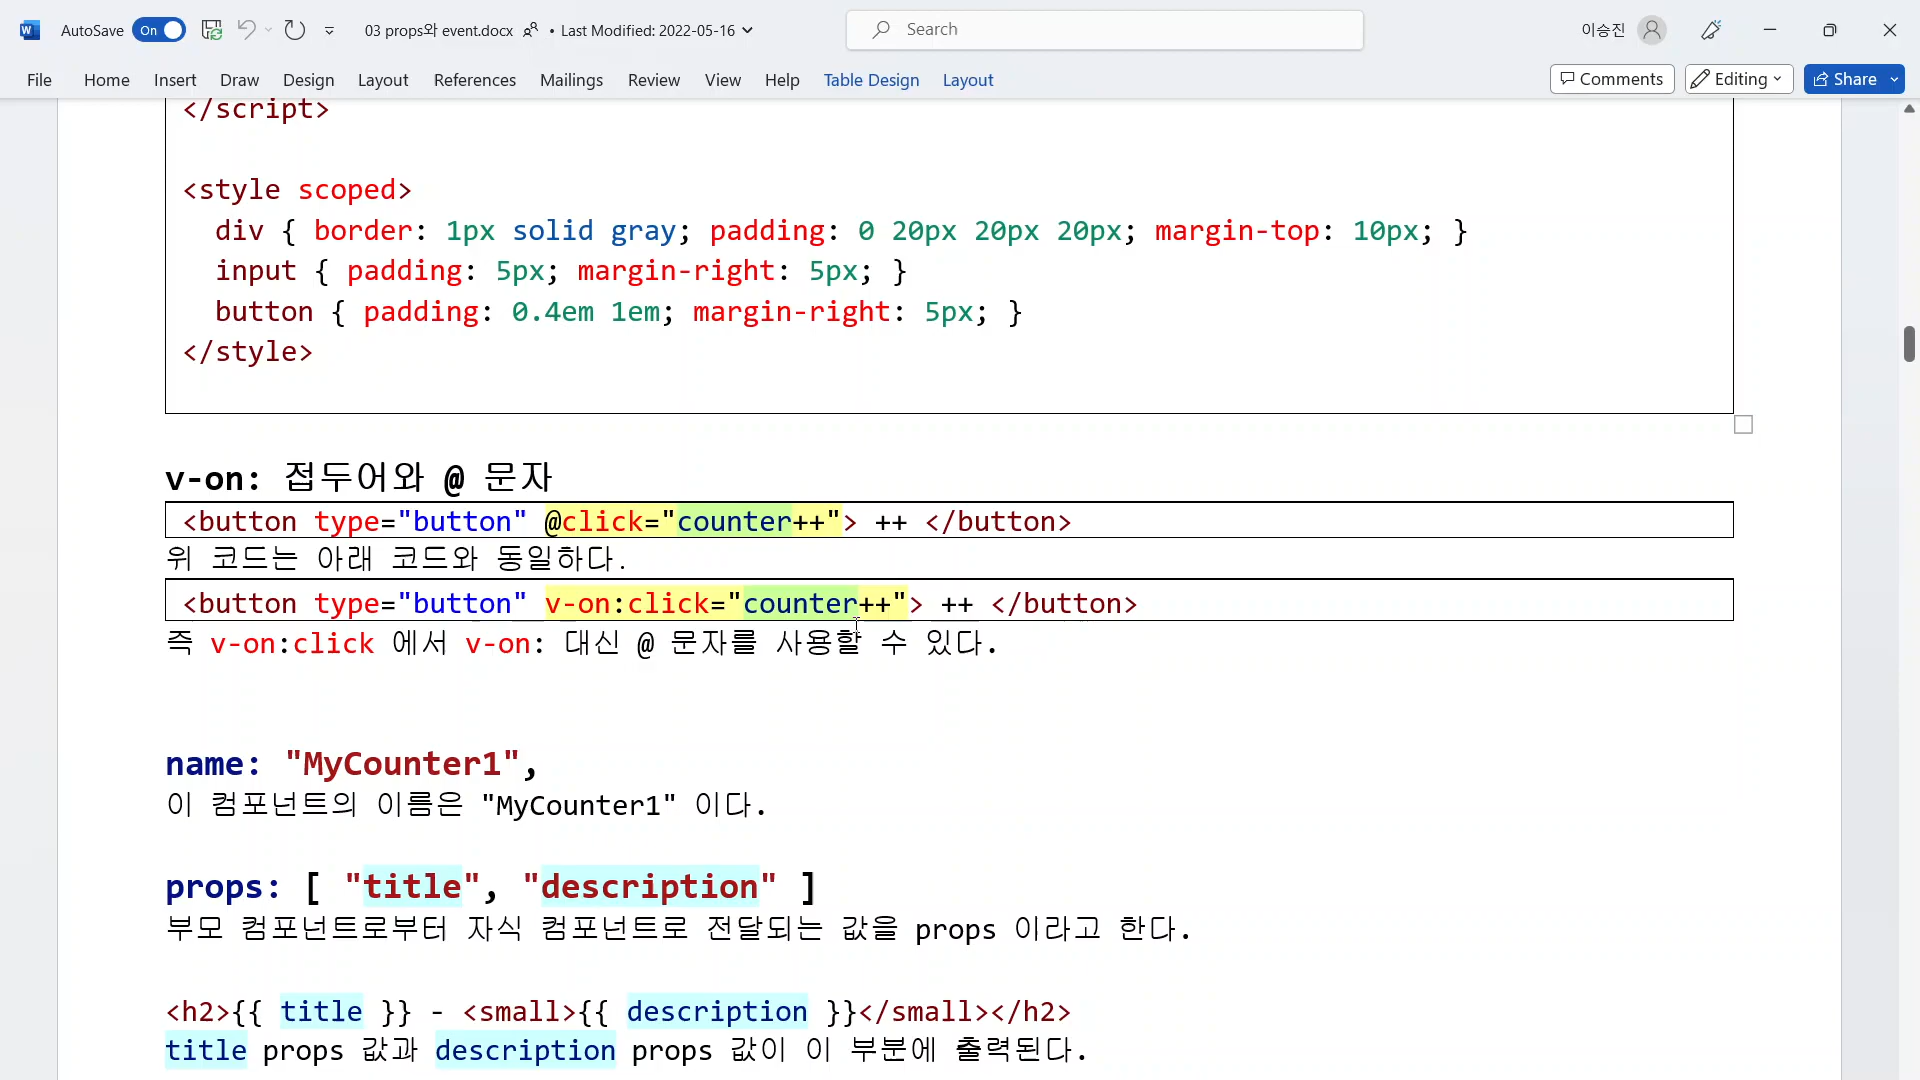 AutoSave On 03 props와 event.docx • Last Modified: 2022-05-16 Search 이승진
File Home Insert Draw Design Layout References Mailings Review View Help Table Design Layout Comments Editing Share
</script>
<style scoped>
div { border: 1px solid gray; padding: 0 20px 20px 20px; margin-top: 10px; }
input { padding: 5px; margin-right: 5px; }
button { padding: 0.4em 1em; margin-right: 5px; }
</style>
v-on: 접두어와 @ 문자
<button type="button" @click="counter++"> ++ </button>
위 코드는 아래 코드와 동일하다.
<button type="button" v-on:click="counter++"> ++ </button>
즉 v-on:click 에서 v-on: 대신 @ 문자를 사용할 수 있다.
name: "MyCounter1",
이 컴포넌트의 이름은 "MyCounter1" 이다.
props: [ "title", "description" ]
부모 컴포넌트로부터 자식 컴포넌트로 전달되는 값을 props 이라고 한다.
<h2>{{ title }} - <small>{{ description }}</small></h2>
title props 값과 description props 값이 이 부분에 출력된다.